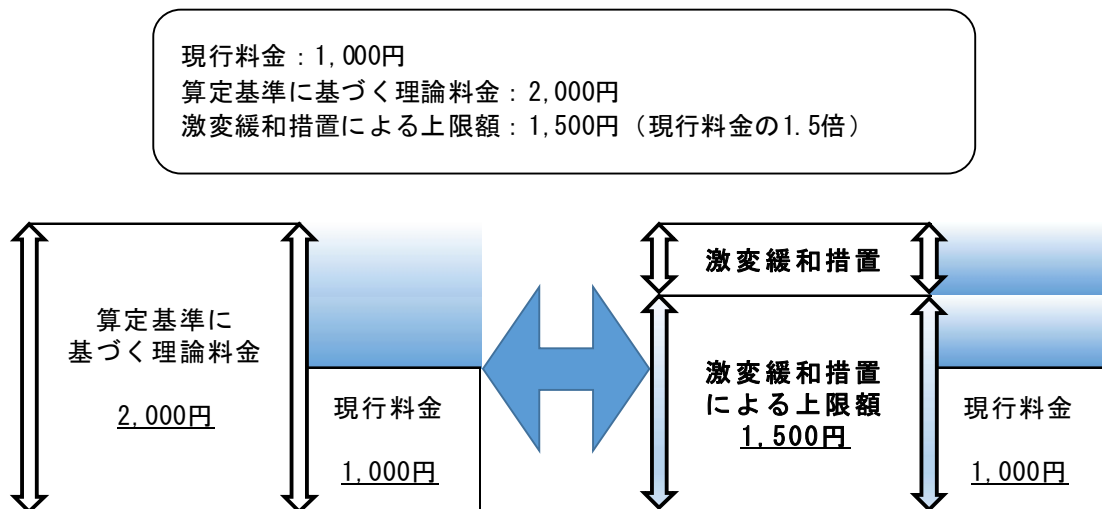 現行料金：1,000円
算定基準に基づく理論料金：2,000円
激変緩和措置による上限額：1,500円（現行料金の1.5倍）
算定基準に
基づく理論料金
2,000円
現行料金
1,000円
激変緩和措置
激変緩和措置
による上限額
1,500円
現行料金
1,000円